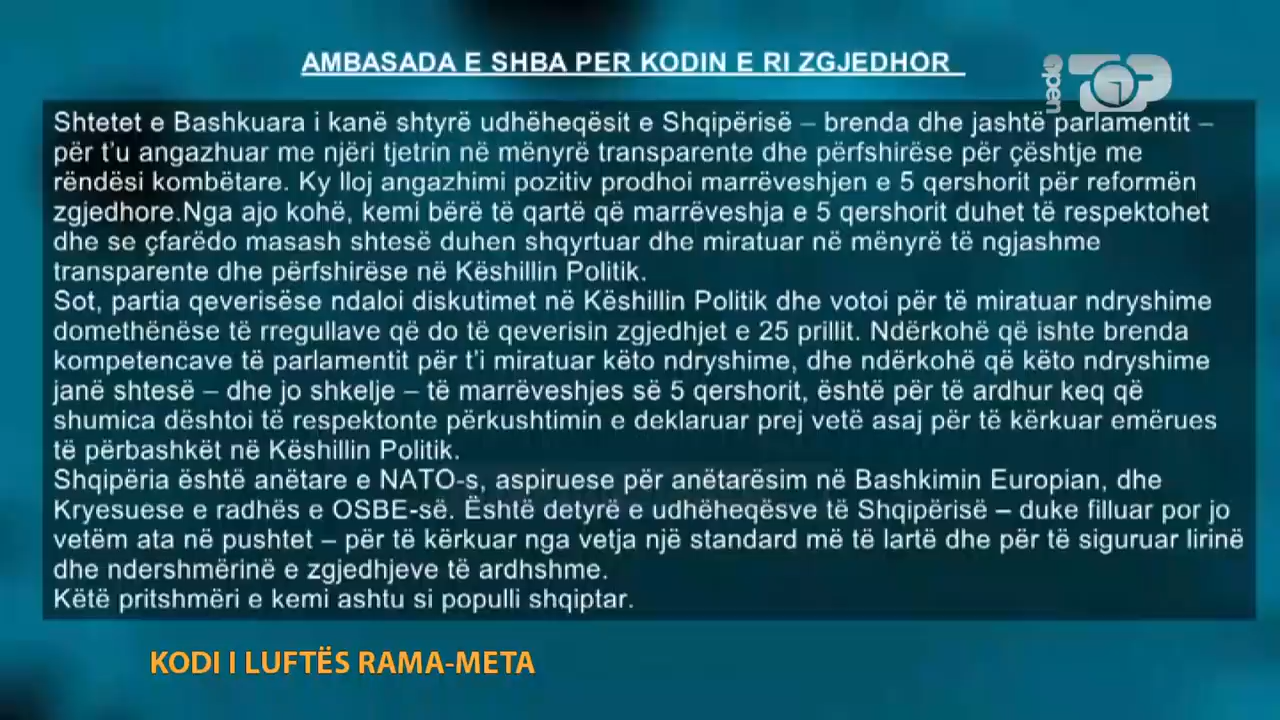 AMBASADA E SHBA PER KODIN E RI ZGJEDHOR
open
TOP
1
Shtetet e Bashkuara i kanë shtyrë udhëheqësit e Shqipërisë – brenda dhe jashtë parlamentit –
për t'u angazhuar me njëri tjetrin në mënyrë transparente dhe përfshirëse për çështje me
rëndësi kombëtare. Ky lloj angazhimi pozitiv prodhoi marrëveshjen e 5 qershorit për reformën
zgjedhore.Nga ajo kohë, kemi bërë të qartë që marrëveshja e 5 qershorit duhet të respektohet
dhe se çfarëdo masash shtesë duhen shqyrtuar dhe miratuar në mënyrë të ngjashme
transparente dhe përfshirëse në Këshillin Politik.
Sot, partia qeverisëse ndaloi diskutimet në Këshillin Politik dhe votoi për të miratuar ndryshime
domethënëse të rregullave që do të qeverisin zgjedhjet e 25 prillit. Ndërkohë që ishte brenda
kompetencave të parlamentit për t'i miratuar këto ndryshime, dhe ndërkohë që këto ndryshime
janë shtesë – dhe jo shkelje – të marrëveshjes së 5 qershorit, është për të ardhur keq që
shumica dështoi të respektonte përkushtimin e deklaruar prej vetë asaj për të kërkuar emërues
të përbashkët në Këshillin Politik.
Shqipëria është anëtare e NATO-s, aspiruese për anëtarësim në Bashkimin Europian, dhe
Kryesuese e radhës e OSBE-së. Është detyrë e udhëheqësve të Shqipërisë – duke filluar por jo
vetëm ata në pushtet – për të kërkuar nga vetja një standard më të lartë dhe për të siguruar lirinë
dhe ndershmërinë e zgjedhjeve të ardhshme.
Këtë pritshmëri e kemi ashtu si populli shqiptar.
KODI I LUFTËS RAMA-META